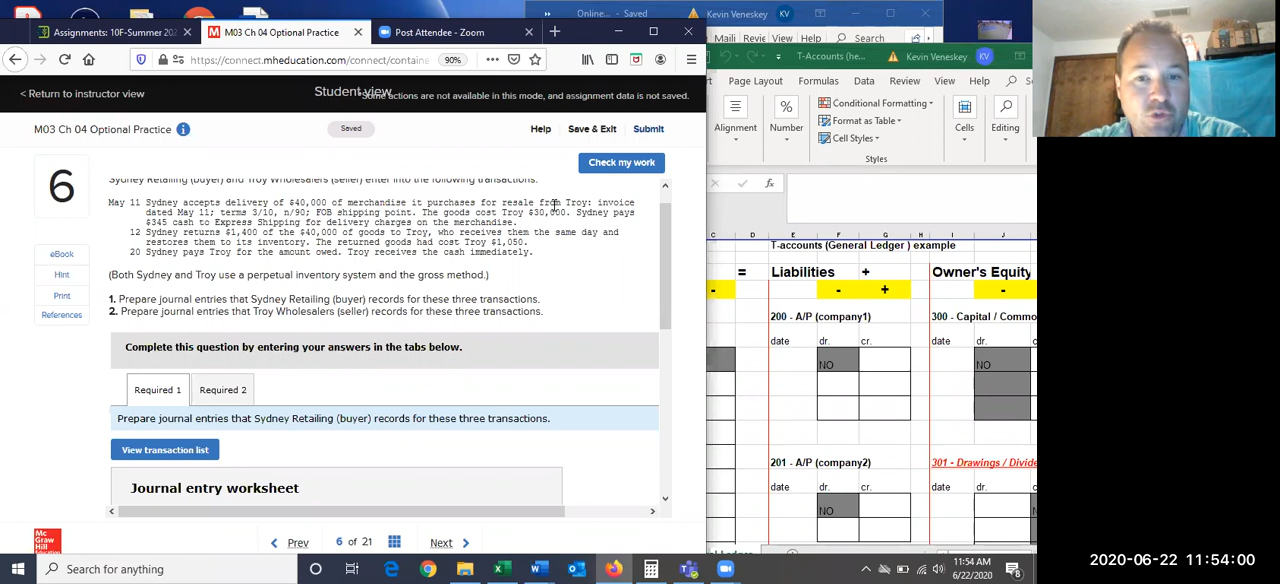 Online... - Saved
Kevin Veneskey KV
Assignments: 10F-Summer 202
M03 Ch 04 Optional Practice
Post Attendee - Zoom
Mail Revie View
Search
T-Accounts (he...
Kevin Veneskey KV
https://connect.mheducation.com/connect/containe
90%
Page Layout Formulas Data Review View Help
< Return to instructor view
Student view
Some actions are not available in this mode, and assignment data is not saved.
Alignment
Number
Conditional Formatting
Format as Table
Cell Styles
Styles
Cells
Editing
M03 Ch 04 Optional Practice
Saved
Help
Save & Exit
Submit
Check my work
6
Sydney Retailing (buyer) and Troy Wholesalers (seller) enter into the following transactions.
May 11 Sydney accepts delivery of $40,000 of merchandise it purchases for resale from Troy: invoice
dated May 11; terms 3/10, n/90; FOB shipping point. The goods cost Troy $30,000. Sydney pays
$345 cash to Express Shipping for delivery charges on the merchandise.
12 Sydney returns $1,400 of the $40,000 of goods to Troy, who receives them the same day and
restores them to its inventory. The returned goods had cost Troy $1,050.
20 Sydney pays Troy for the amount owed. Troy receives the cash immediately.
eBook
Hint
Print
References
(Both Sydney and Troy use a perpetual inventory system and the gross method.)
1. Prepare journal entries that Sydney Retailing (buyer) records for these three transactions.
2. Prepare journal entries that Troy Wholesalers (seller) records for these three transactions.
Complete this question by entering your answers in the tabs below.
Required 1
Required 2
Prepare journal entries that Sydney Retailing (buyer) records for these three transactions.
View transaction list
Journal entry worksheet
Mc
Graw
Hill
Education
< Prev
6 of 21
Next >
fx
C D E F G H I J
T-accounts (General Ledger ) example
= Liabilities + Owner's Equity
- - + -
200 - A/P (company1)
300 - Capital / Commo
date dr. cr. date dr.
NO NO
201 - A/P (company2)
301 - Drawings / Divide
date dr. cr. date dr.
NO
Search for anything
11:54 AM
6/22/2020
8
2020-06-22 11:54:00